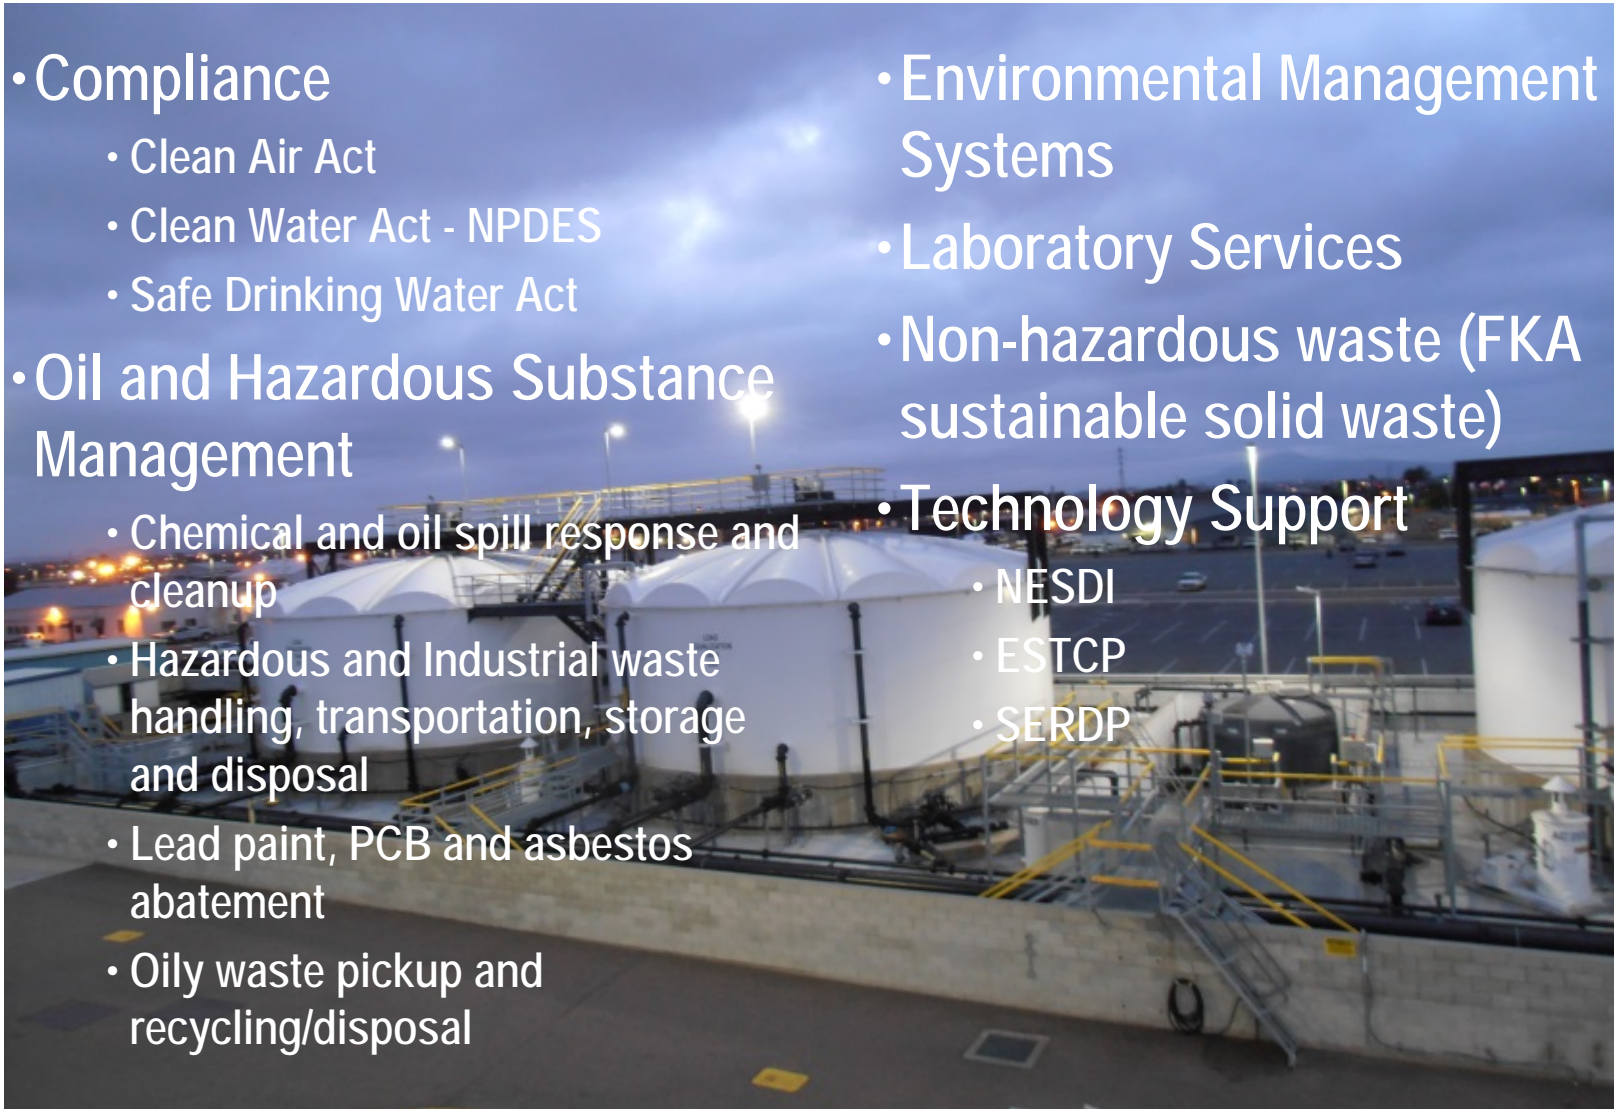 • Compliance
• Clean Air Act
• Clean Water Act - NPDES
• Safe Drinking Water Act
• Oil and Hazardous Substance
Management
• Chemical and oil spill response and
cleanup
• Hazardous and Industrial waste
handling, transportation, storage
and disposal
• Lead paint, PCB and asbestos
abatement
• Oily waste pickup and
recycling/disposal
• Environmental Management
Systems
• Laboratory Services
• Non-hazardous waste (FKA
sustainable solid waste)
• Technology Support
• NESDI
• ESTCP
• SERDP